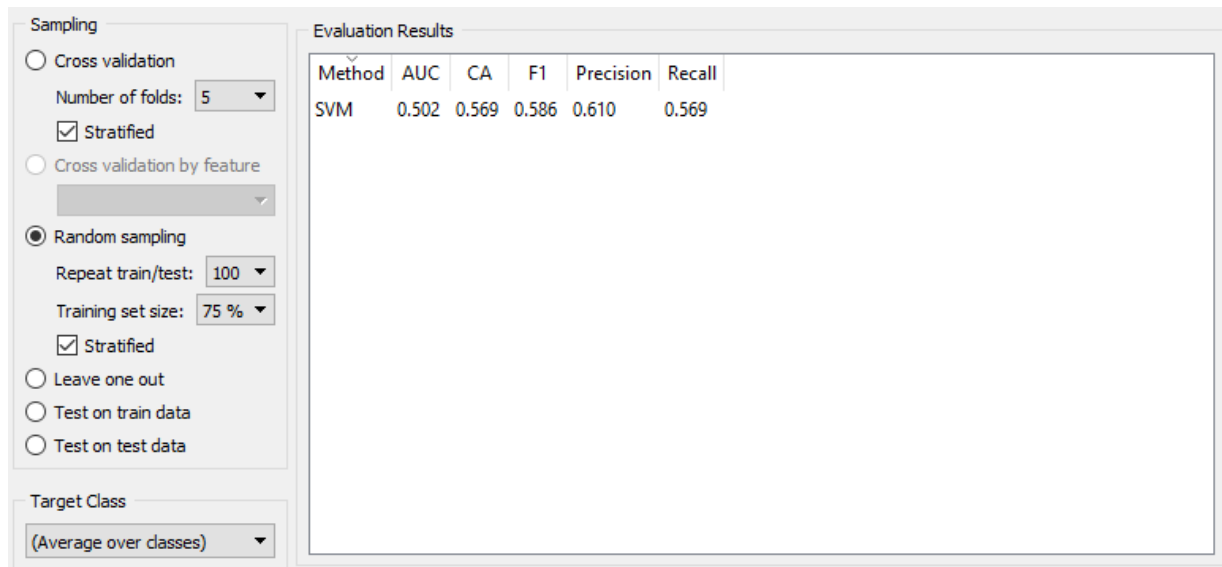 Sampling
Cross validation
Number of folds: 5
Stratified
Cross validation by feature
Random sampling
Repeat train/test: 100
Training set size: 75 %
Stratified
Leave one out
Test on train data
Test on test data
Target Class
(Average over classes)
Evaluation Results
Method AUC CA F1 Precision Recall
SVM 0.502 0.569 0.586 0.610 0.569